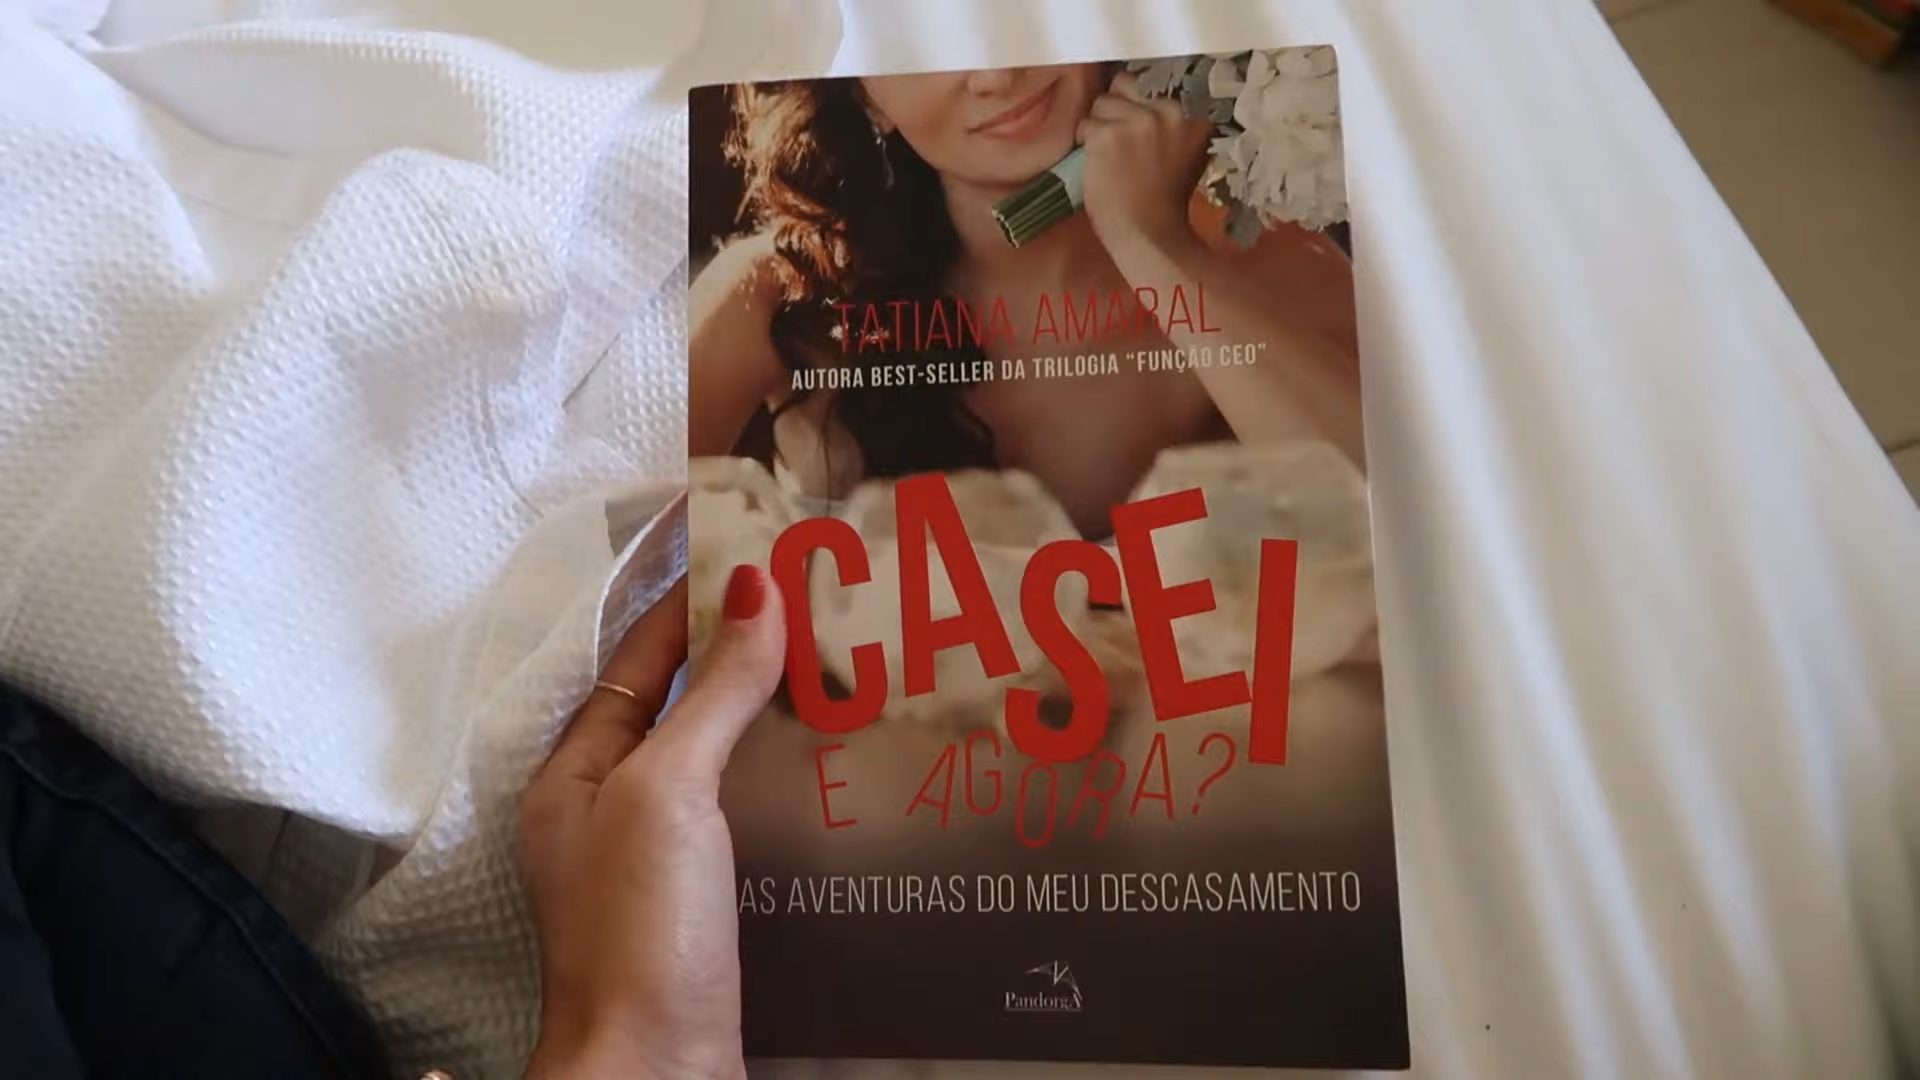 TATIANA AMARAL
AUTORA BEST-SELLER DA TRILOGIA “FUNÇÃO CEO”
CASEI
E AGORA?
AS AVENTURAS DO MEU DESCASAMENTO
PandorgA